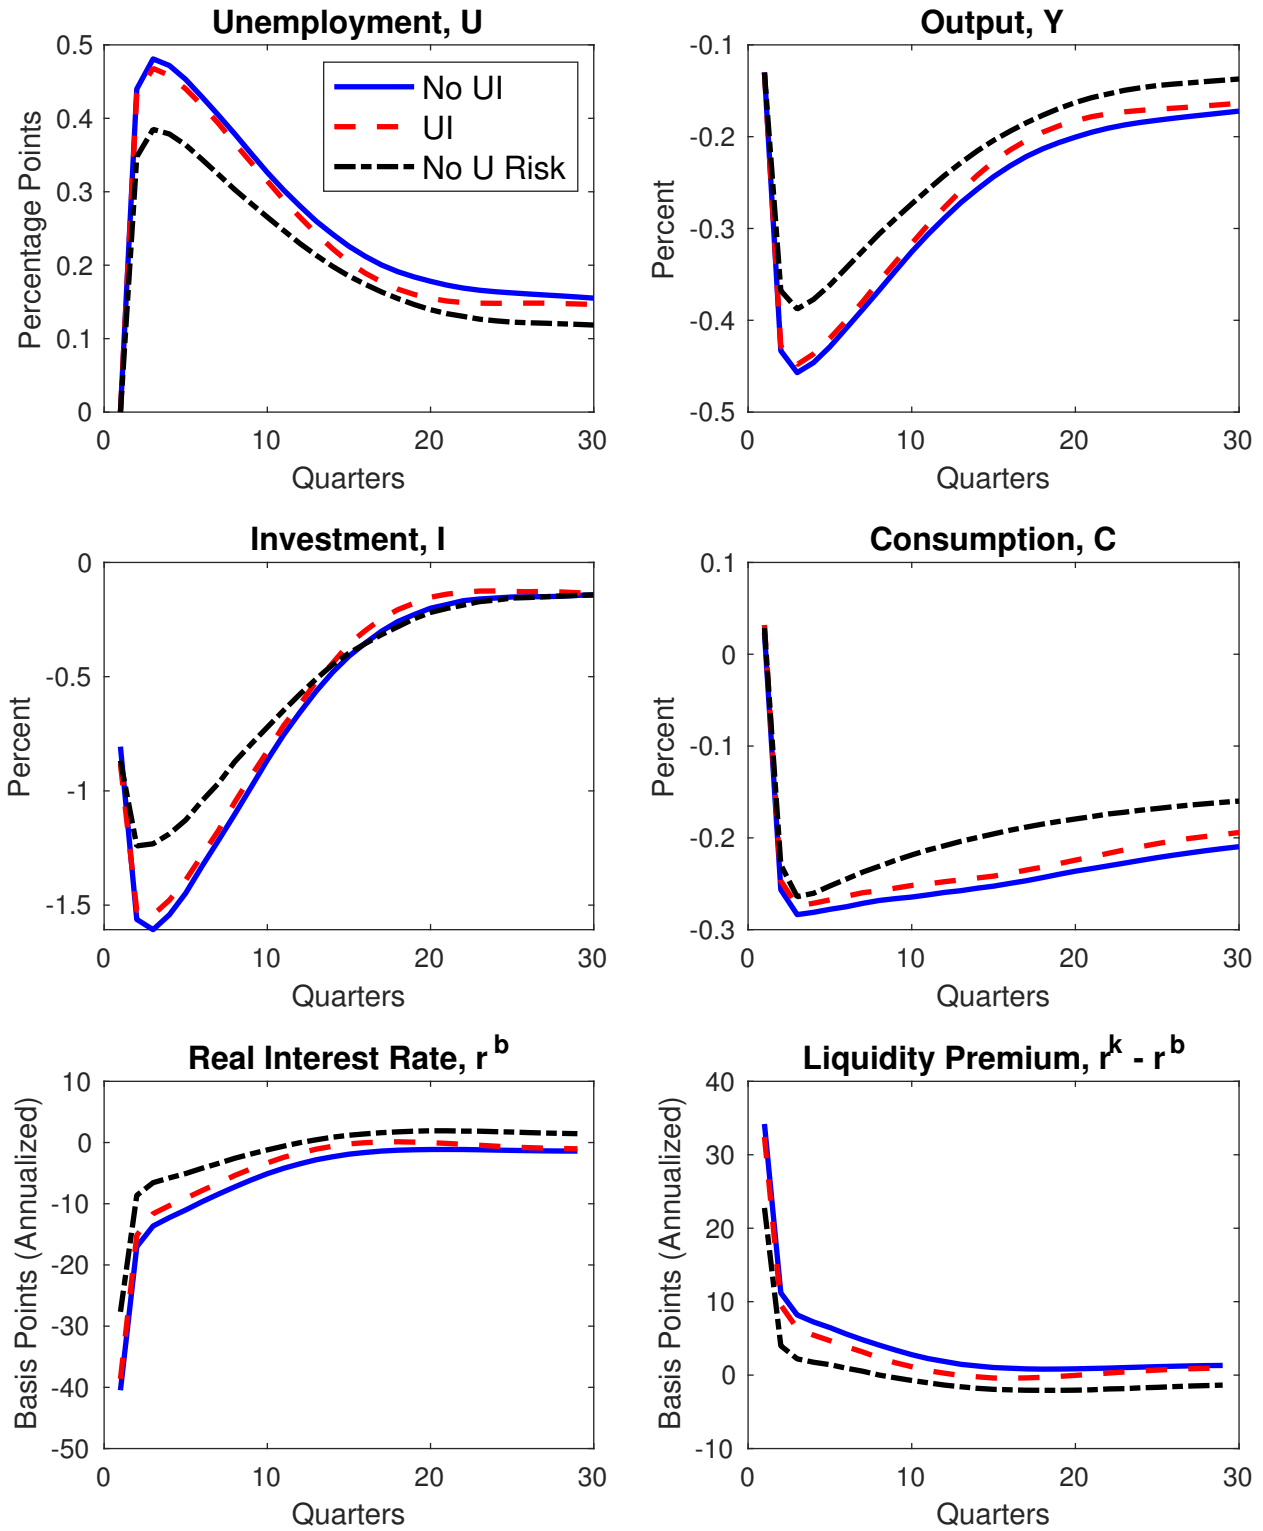 Unemployment, U
0.5
0.4
0.3
0.2
0.1
0
Percentage Points
No UI
UI
No U Risk
0 10 20 30
Quarters
Output, Y
-0.1
-0.2
-0.3
-0.4
-0.5
Percent
0 10 20 30
Quarters
Investment, I
0
-0.5
-1
-1.5
Percent
0 10 20 30
Quarters
Consumption, C
0.1
0
-0.1
-0.2
-0.3
Percent
0 10 20 30
Quarters
Real Interest Rate, r^b
10
0
-10
-20
-30
-40
-50
Basis Points (Annualized)
0 10 20 30
Quarters
Liquidity Premium, r^k - r^b
40
30
20
10
0
-10
Basis Points (Annualized)
0 10 20 30
Quarters